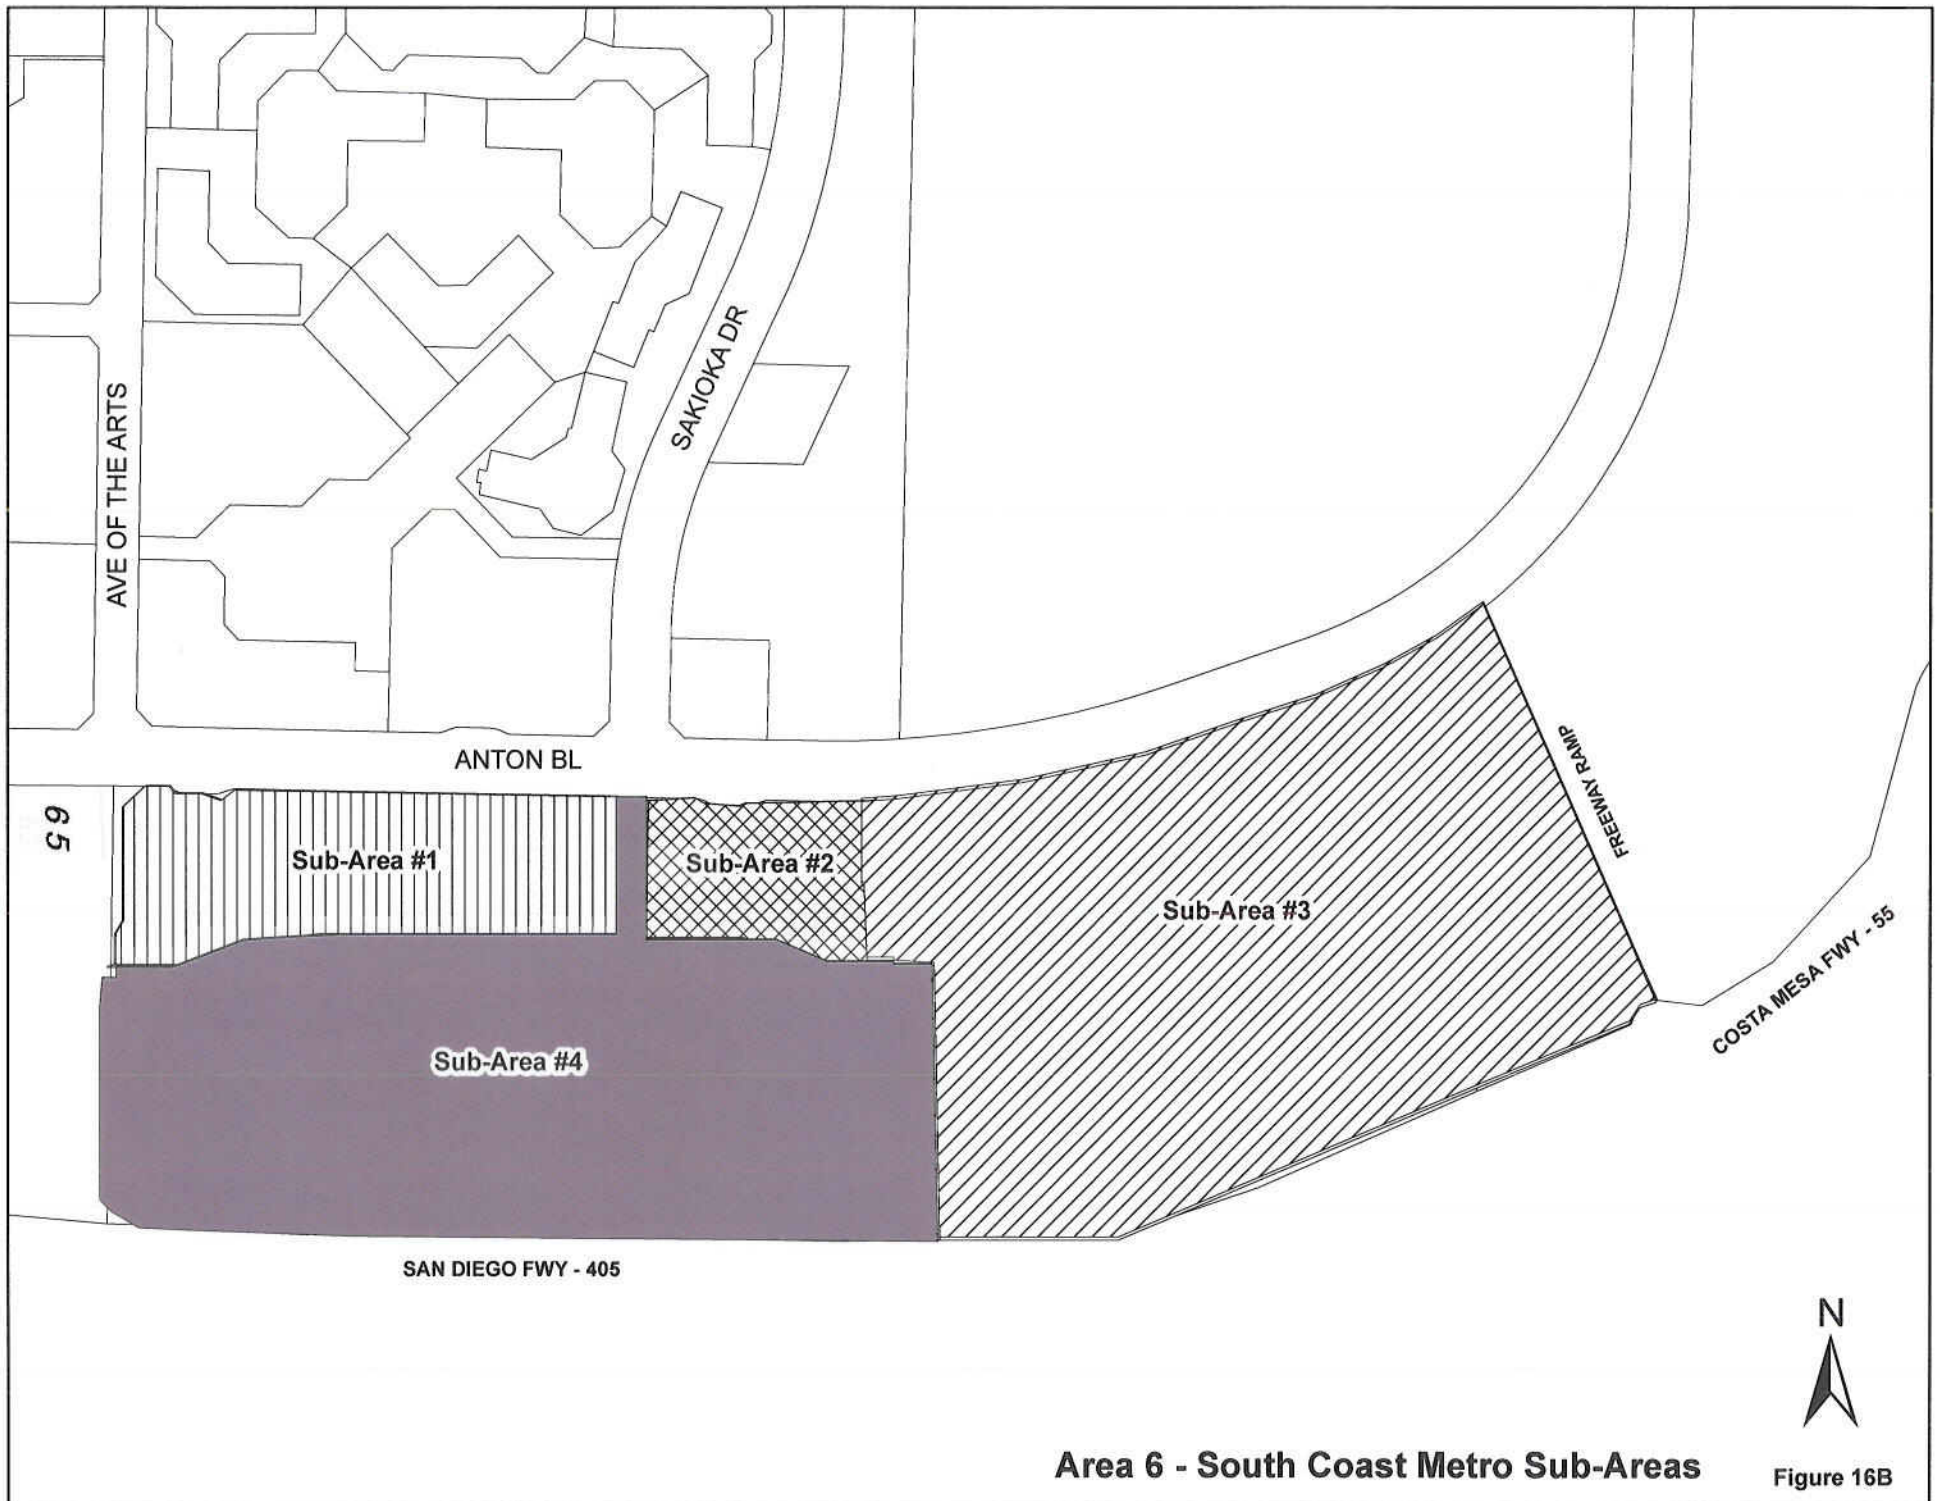 AVE OF THE ARTS
SAKIOKA DR
ANTON BL
FREEWAY RAMP
65
Sub-Area #1
Sub-Area #2
Sub-Area #3
COSTA MESA FWY - 55
Sub-Area #4
SAN DIEGO FWY - 405
N
Area 6 - South Coast Metro Sub-Areas
Figure 16B